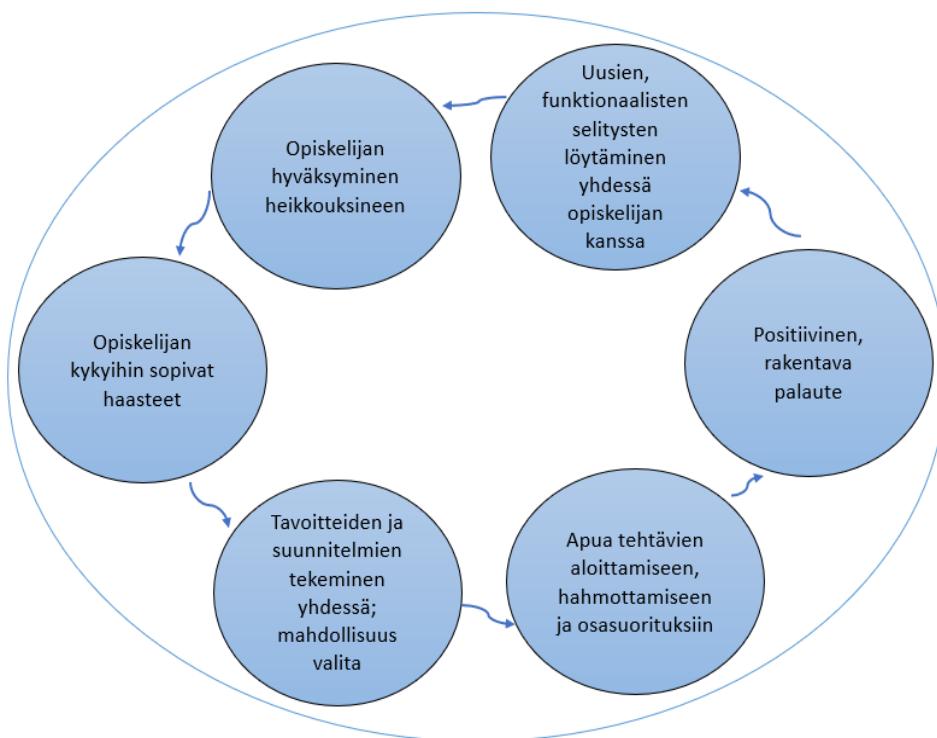 Uusien,
funktionaalisten
selitysten
löytäminen
yhdessä
opiskelijan
kanssa
Opiskelijan
hyväksyminen
heikkouksineen
Opiskelijan
kykyihin sopivat
haasteet
Tavoitteiden ja
suunnitelmien
tekeminen
yhdessä;
mahdollisuus
valita
Apua tehtävien
aloittamiseen,
hahmottamiseen
ja osasuorituksiin
Positiivinen,
rakentava
palaute